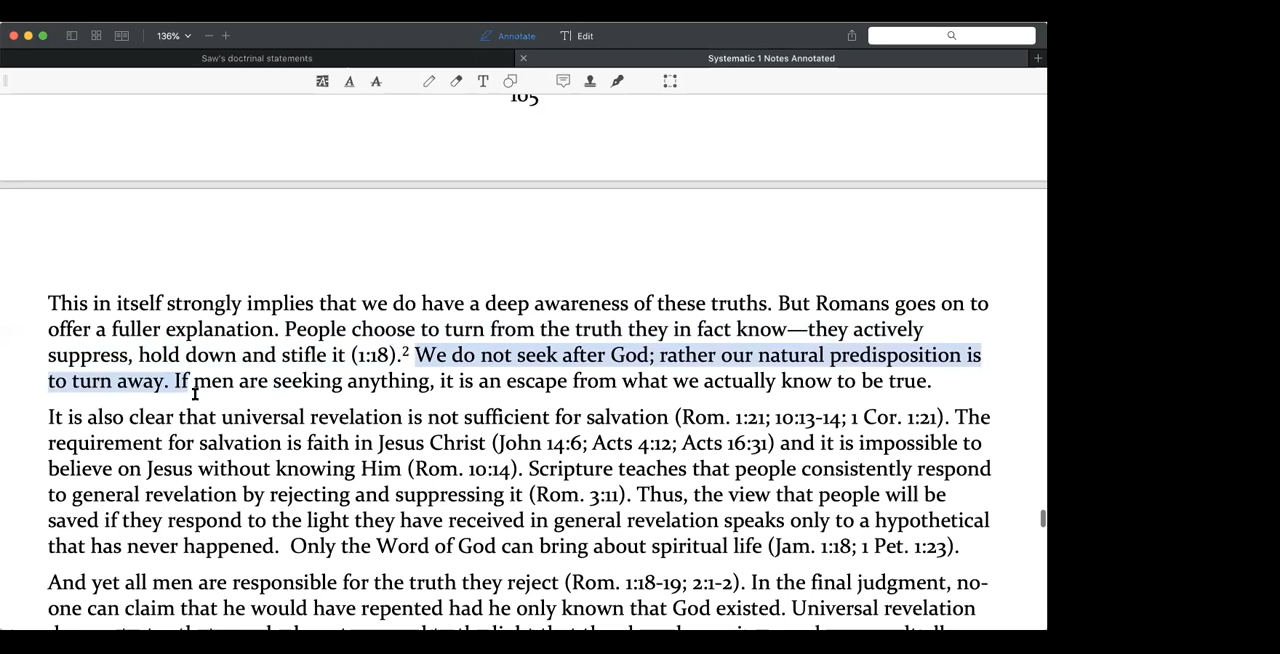 136%
Annotate
Edit
Saw's doctrinal statements
Systematic 1 Notes Annotated
105
This in itself strongly implies that we do have a deep awareness of these truths. But Romans goes on to
offer a fuller explanation. People choose to turn from the truth they in fact know—they actively
suppress, hold down and stifle it (1:18).² We do not seek after God; rather our natural predisposition is
to turn away. If men are seeking anything, it is an escape from what we actually know to be true.
It is also clear that universal revelation is not sufficient for salvation (Rom. 1:21; 10:13-14; 1 Cor. 1:21). The
requirement for salvation is faith in Jesus Christ (John 14:6; Acts 4:12; Acts 16:31) and it is impossible to
believe on Jesus without knowing Him (Rom. 10:14). Scripture teaches that people consistently respond
to general revelation by rejecting and suppressing it (Rom. 3:11). Thus, the view that people will be
saved if they respond to the light they have received in general revelation speaks only to a hypothetical
that has never happened.  Only the Word of God can bring about spiritual life (Jam. 1:18; 1 Pet. 1:23).
And yet all men are responsible for the truth they reject (Rom. 1:18-19; 2:1-2). In the final judgment, no-
one can claim that he would have repented had he only known that God existed. Universal revelation